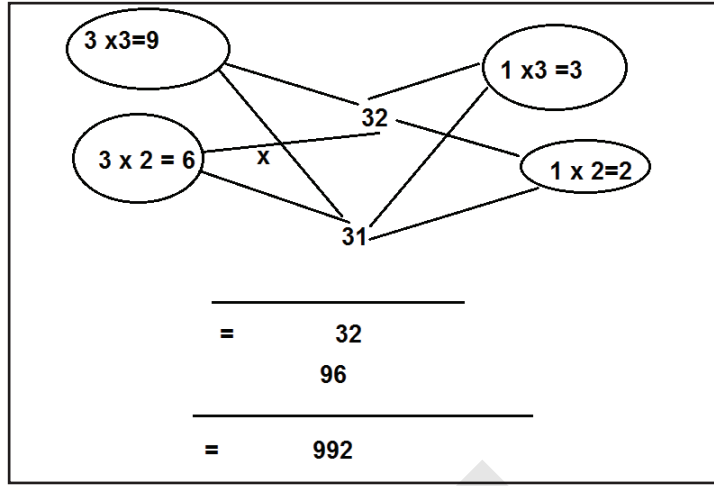 3 x3=9
1 x3 =3
32
3 x 2 = 6
x
1 x 2=2
31
= 32
96
= 992